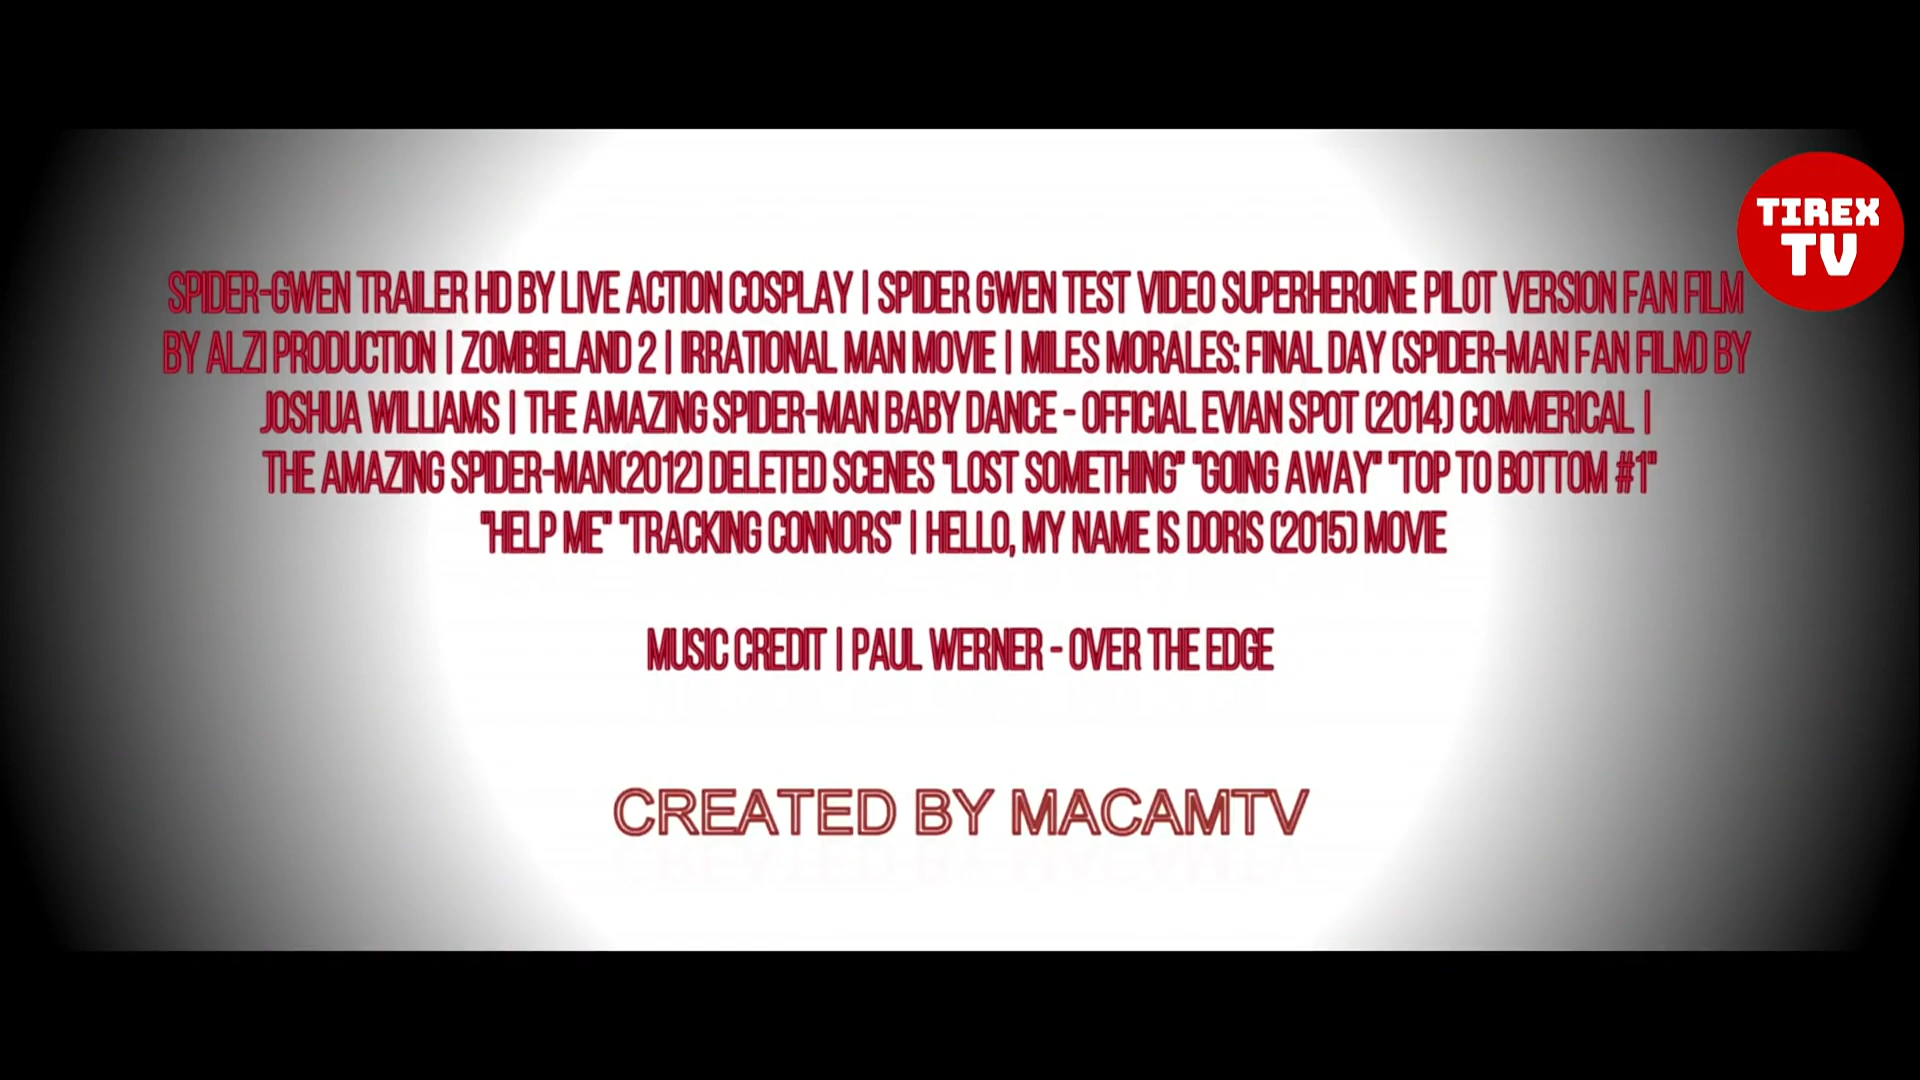 TIREX
TV
SPIDER-GWEN TRAILER HD BY LIVE ACTION COSPLAY | SPIDER GWEN TEST VIDEO SUPERHEROINE PILOT VERSION FAN FILM
BY ALZI PRODUCTION | ZOMBIELAND 2 | IRRATIONAL MAN MOVIE | MILES MORALES: FINAL DAY (SPIDER-MAN FAN FILM) BY
JOSHUA WILLIAMS | THE AMAZING SPIDER-MAN BABY DANCE - OFFICIAL EVIAN SPOT (2014) COMMERICAL |
THE AMAZING SPIDER-MAN(2012) DELETED SCENES "LOST SOMETHING" "GOING AWAY" "TOP TO BOTTOM #1"
"HELP ME" "TRACKING CONNORS" | HELLO, MY NAME IS DORIS (2015) MOVIE
MUSIC CREDIT | PAUL WERNER - OVER THE EDGE
CREATED BY MACAMTV